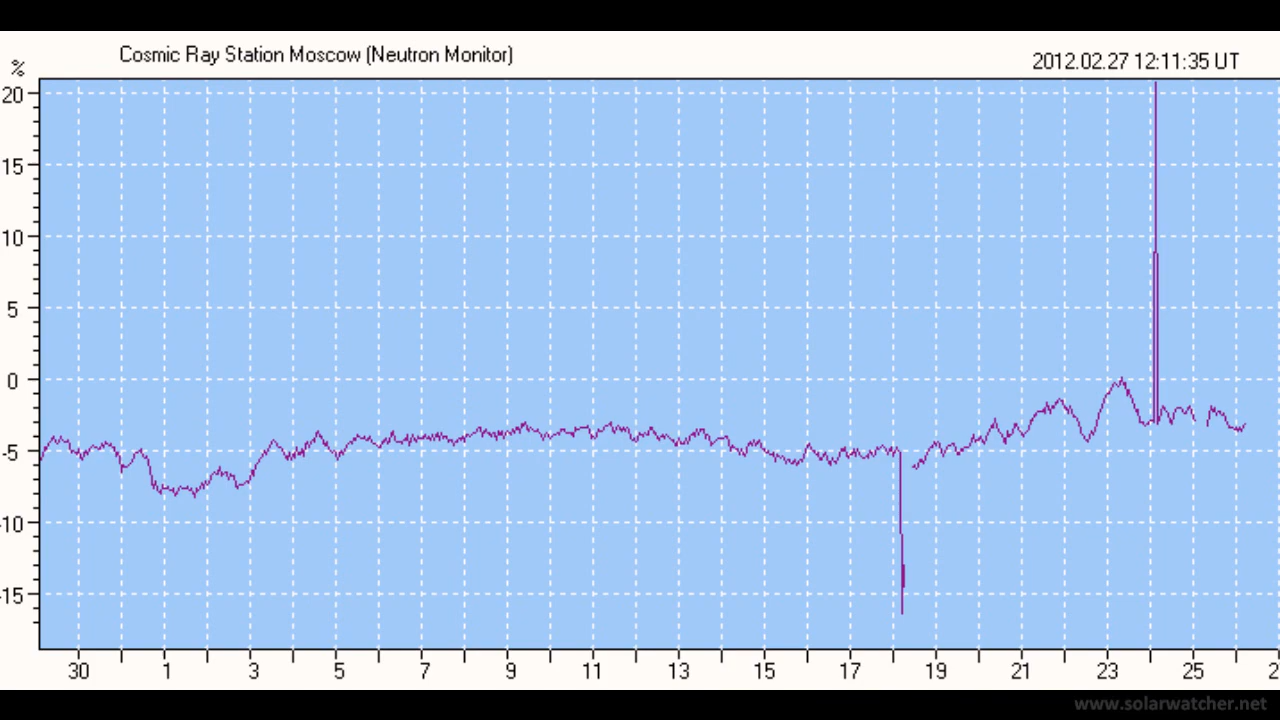 Cosmic Ray Station Moscow (Neutron Monitor)
2012.02.27 12:11:35 UT
%
20
15
10
5
0
-5
-10
-15
30 1 3 5 7 9 11 13 15 17 19 21 23 25 2
www.solarwatcher.net